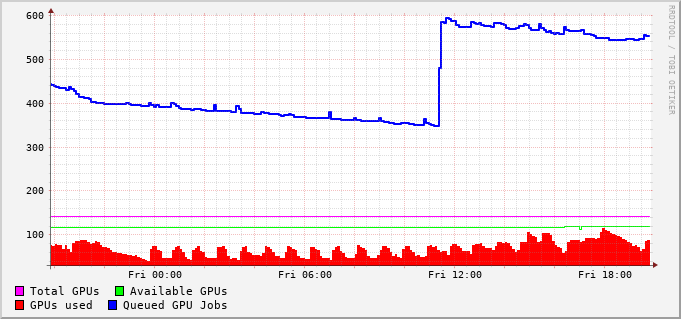 600
500
400
300
200
100
Fri 00:00 Fri 06:00 Fri 12:00 Fri 18:00
Total GPUs Available GPUs
GPUs used Queued GPU Jobs
RRDTOOL / TOBI OETIKER